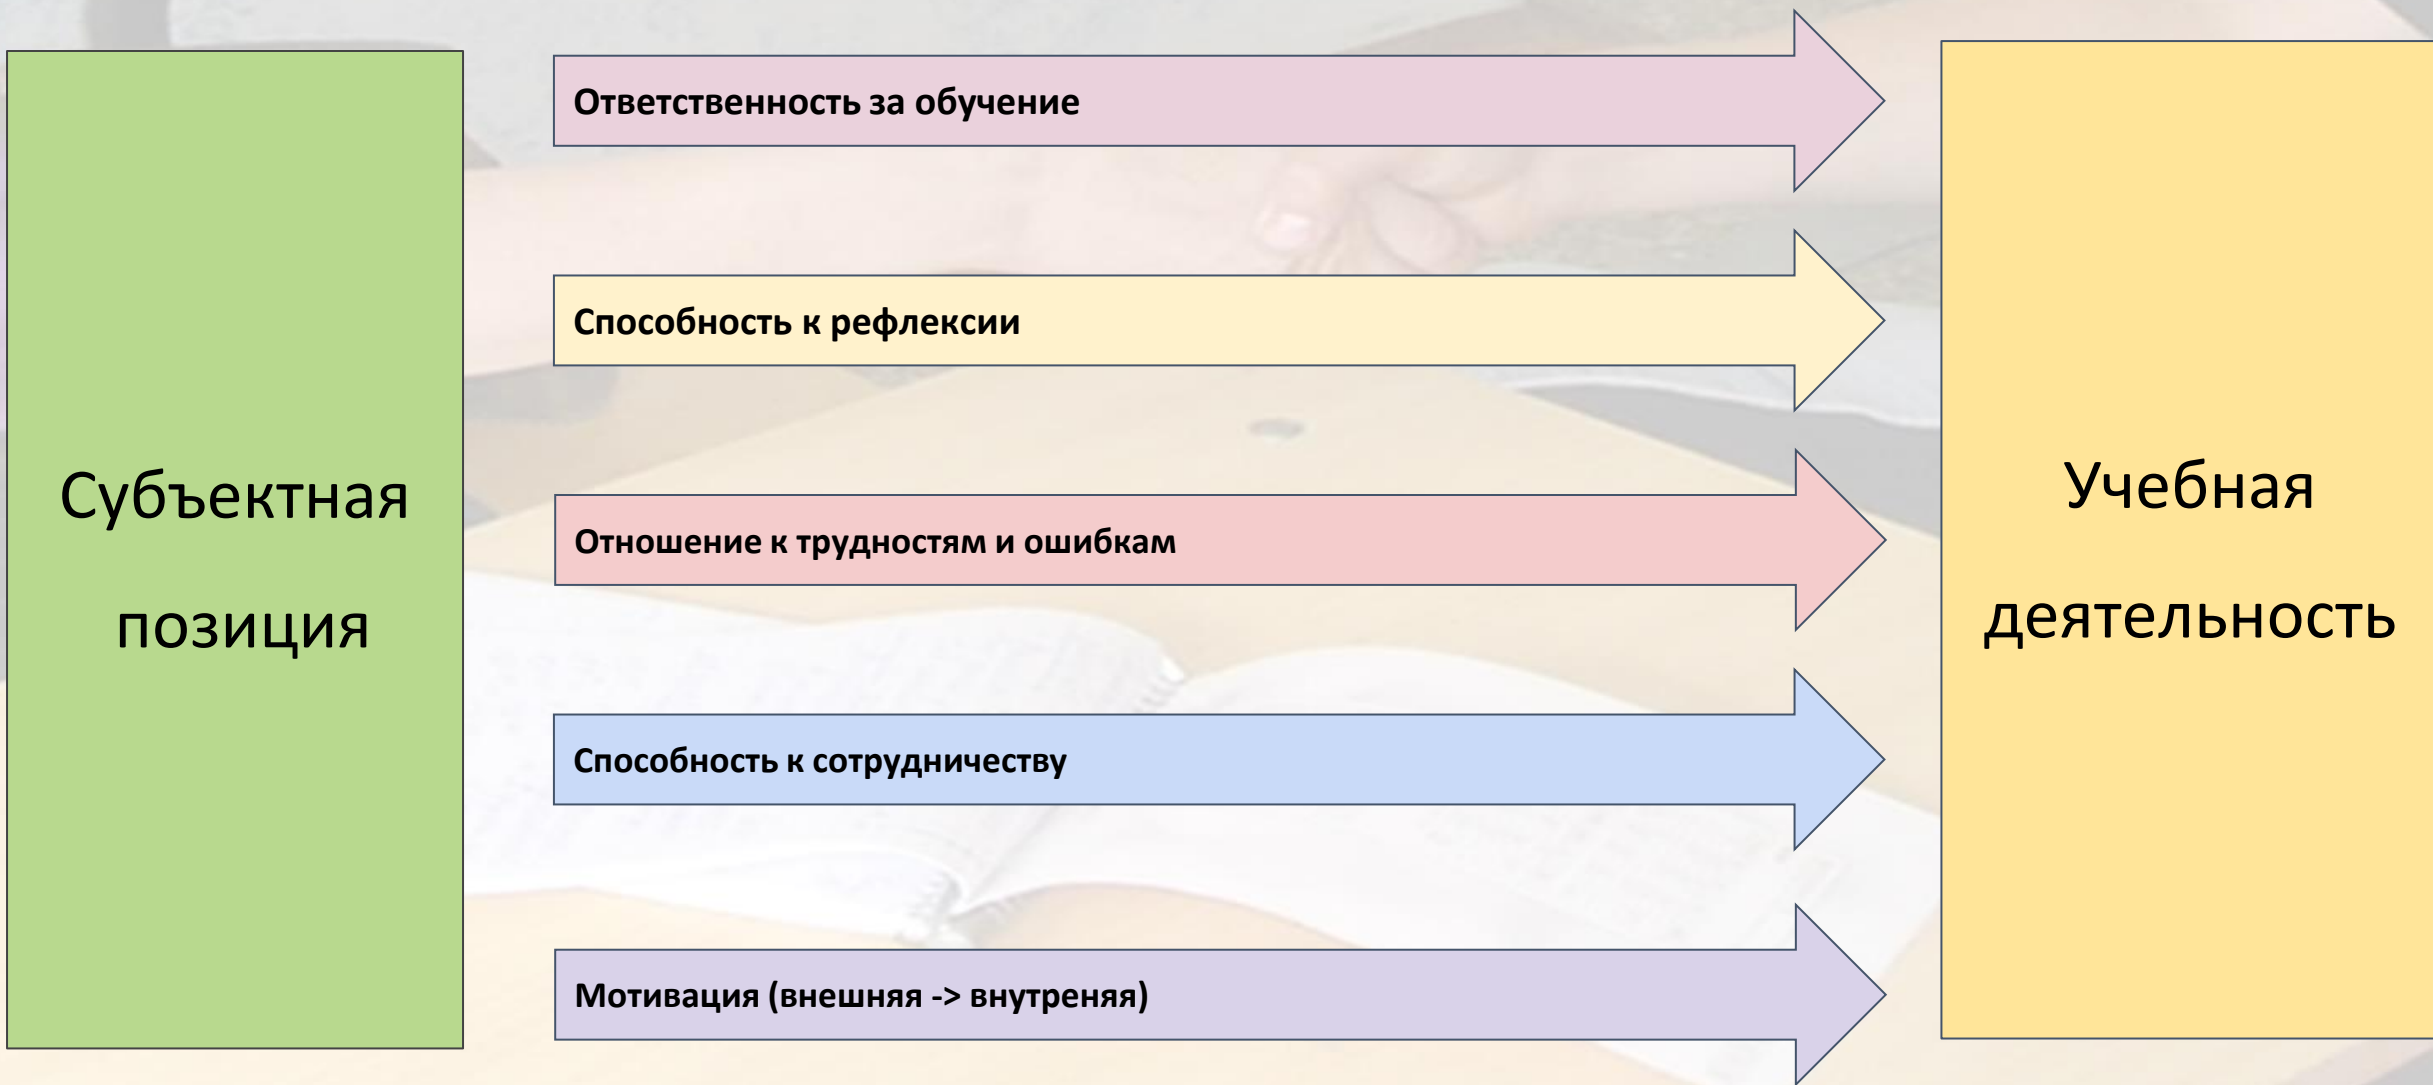 Субъектная
позиция
Ответственность за обучение
Способность к рефлексии
Отношение к трудностям и ошибкам
Способность к сотрудничеству
Мотивация (внешняя -> внутреняя)
Учебная
деятельность